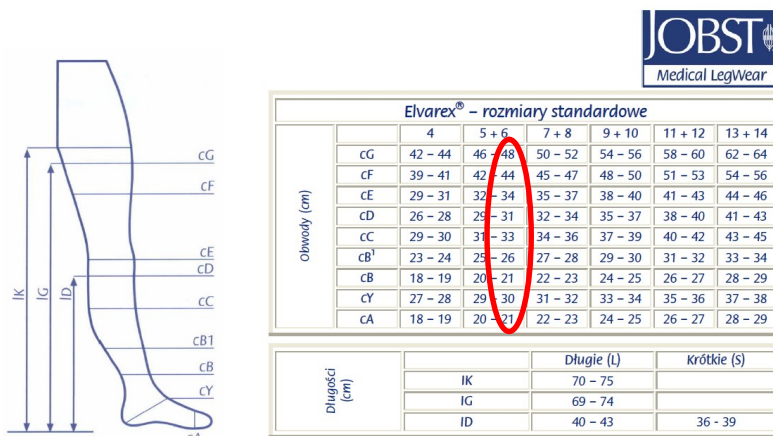 JOBST
Medical LegWear
Elvarex® – rozmiary standardowe
4 5 + 6 7 + 8 9 + 10 11 + 12 13 + 14
Obwody (cm)
cG 42 – 44 46 – 48 50 – 52 54 – 56 58 – 60 62 – 64
cF 39 – 41 42 – 44 45 – 47 48 – 50 51 – 53 54 – 56
cE 29 – 31 32 – 34 35 – 37 38 – 40 41 – 43 44 – 46
cD 26 – 28 29 – 31 32 – 34 35 – 37 38 – 40 41 – 43
cC 29 – 30 31 – 33 34 – 36 37 – 39 40 – 42 43 – 45
cB¹ 23 – 24 25 – 26 27 – 28 29 – 30 31 – 32 33 – 34
cB 18 – 19 20 – 21 22 – 23 24 – 25 26 – 27 28 – 29
cY 27 – 28 29 – 30 31 – 32 33 – 34 35 – 36 37 – 38
cA 18 – 19 20 – 21 22 – 23 24 – 25 26 – 27 28 – 29
Długości
(cm)
Długie (L) Krótkie (S)
lK 70 – 75
lG 69 – 74
lD 40 – 43 36 - 39
cG
cF
cE
cD
cC
cB1
cB
cY
cA
lK
lG
lD